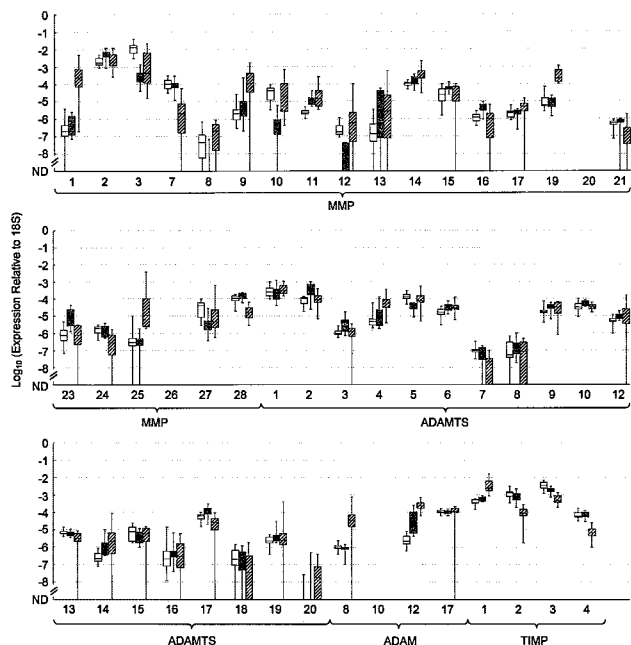 0
-1
-2
-3
-4
-5
-6
-7
-8
ND
1 2 3 7 8 9 10 11 12 13 14 15 16 17 19 20 21
MMP
Log10 (Expression Relative to 18S)
0
-1
-2
-3
-4
-5
-6
-7
-8
ND
23 24 25 26 27 28 1 2 3 4 5 6 7 8 9 10 12
MMP ADAMTS
0
-1
-2
-3
-4
-5
-6
-7
-8
ND
13 14 15 16 17 18 19 20 8 10 12 17 1 2 3 4
ADAMTS ADAM TIMP